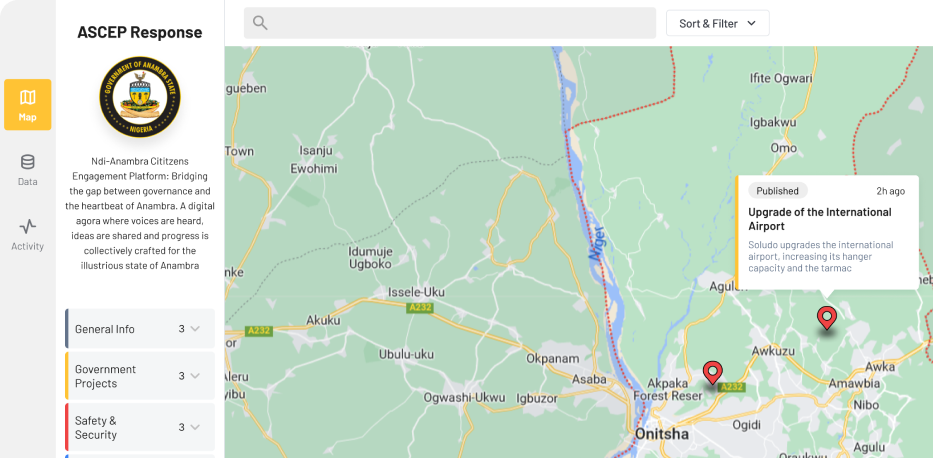 ASCEP Response
GOVERNMENT OF ANAMBRA STATE
NIGERIA
Ndi-Anambra Cititzens
Engagement Platform: Bridging
the gap between governance and
the heartbeat of Anambra. A digital
agora where voices are heard,
ideas are shared and progress is
collectively crafted for the
illustrious state of Anambra
Map
Data
Activity
General Info 3
Government
Projects 3
Safety &
Security 3
Sort & Filter
gueben
Ifite Ogwari
Igbakwu
Omo
Town
Isanju
Ewohimi
Published 2h ago
Upgrade of the International
Airport
Soludo upgrades the international
airport, increasing its hanger
capacity and the tarmac
Niger
Idumuje
Ugboko
nke
Issele-Uku
A232
Akuku
A232
or
Ubulu-uku
Okpanam
Awkuzu
Awka
Aleru
yibu
Asaba
Akpaka
Forest Reser
A232
Amawbia
Ogwashi-Ukwu
Igbuzor
Nibo
Onitsha
Ogidi
Agulu